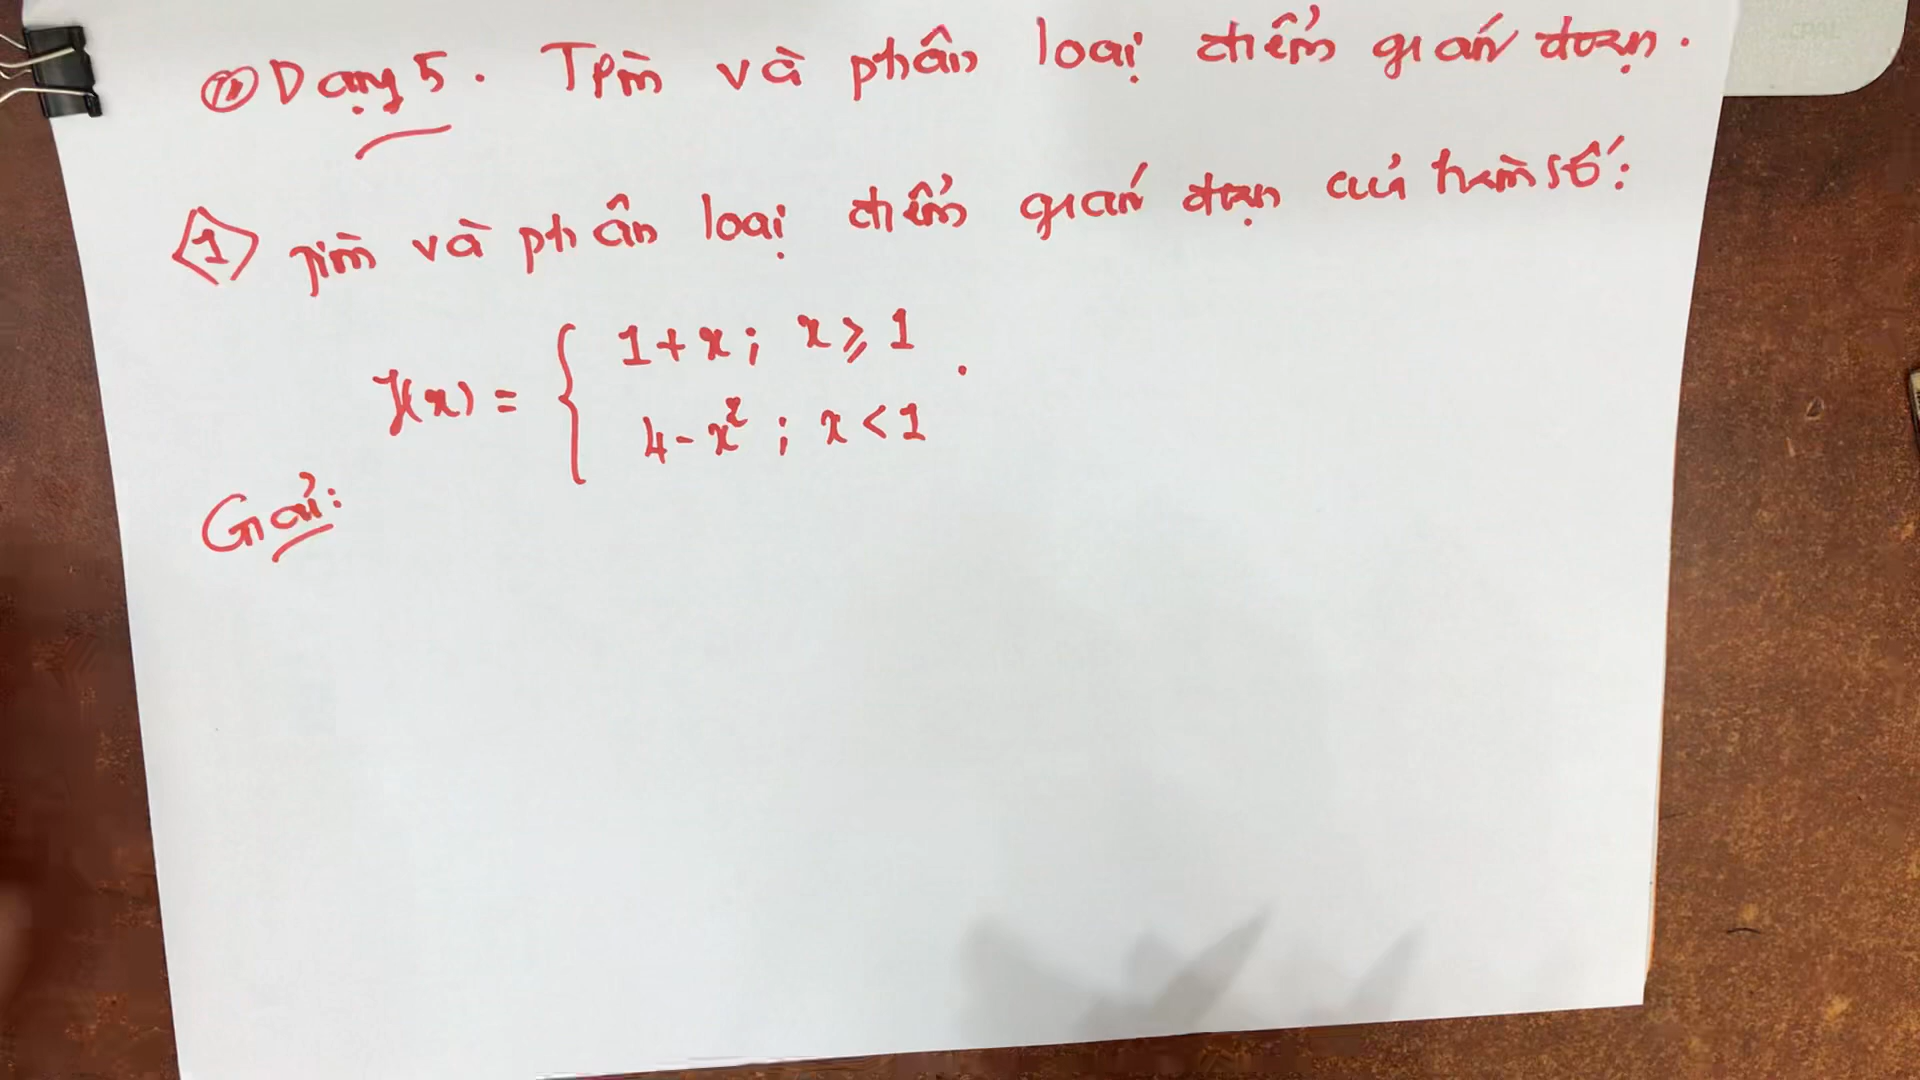 Dạng 5. Tìm và phân loại điểm gián đoạn.
1 Tìm và phân loại điểm gián đoạn của hàm số:
f(x) = { 1+x ; x ⩾ 1
4-x² ; x < 1 .
Giải: